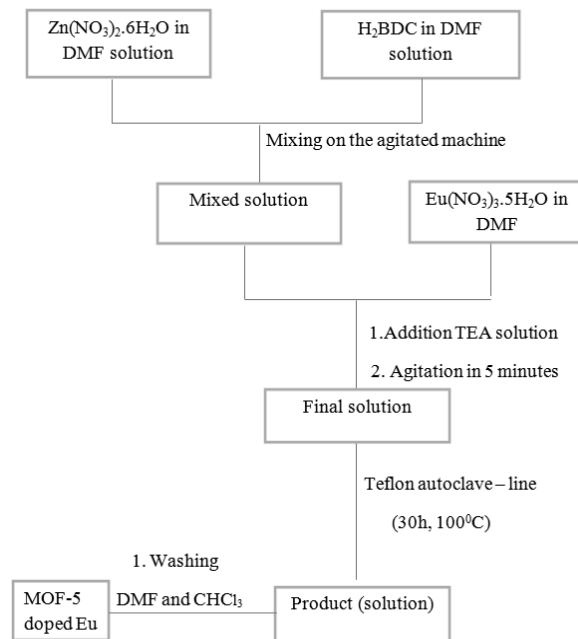 Zn(NO₃)₂.6H₂O in
DMF solution
H₂BDC in DMF
solution
Mixing on the agitated machine
Mixed solution
Eu(NO₃)₃.5H₂O in
DMF
1.Addition TEA solution
2. Agitation in 5 minutes
Final solution
Teflon autoclave – line
(30h, 100⁰C)
1. Washing
DMF and CHCl₃
MOF-5
doped Eu
Product (solution)